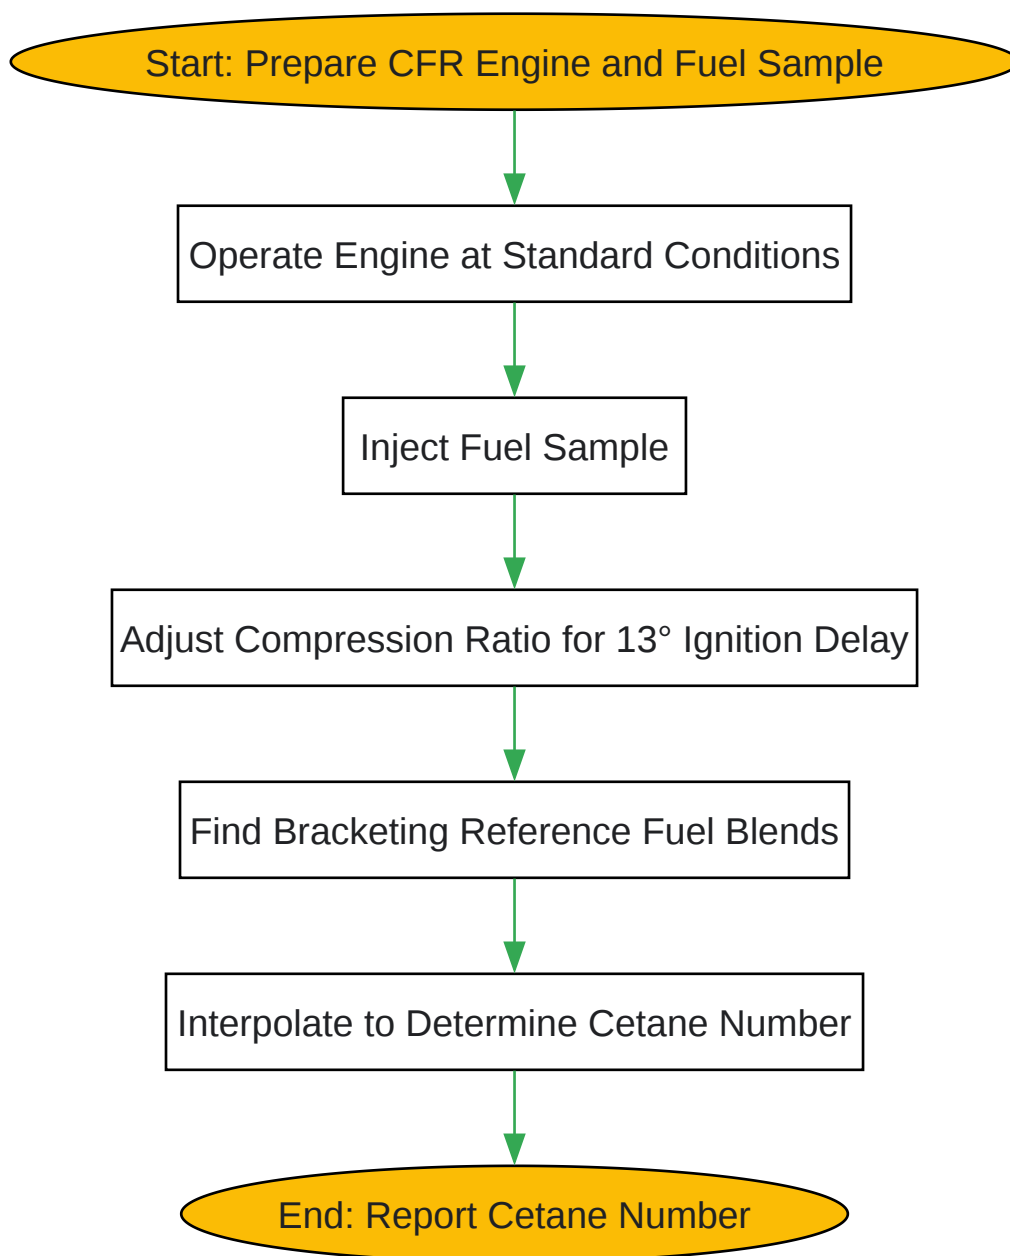 Start: Prepare CFR Engine and Fuel Sample
Operate Engine at Standard Conditions
Inject Fuel Sample
Adjust Compression Ratio for 13° Ignition Delay
Find Bracketing Reference Fuel Blends
Interpolate to Determine Cetane Number
End: Report Cetane Number